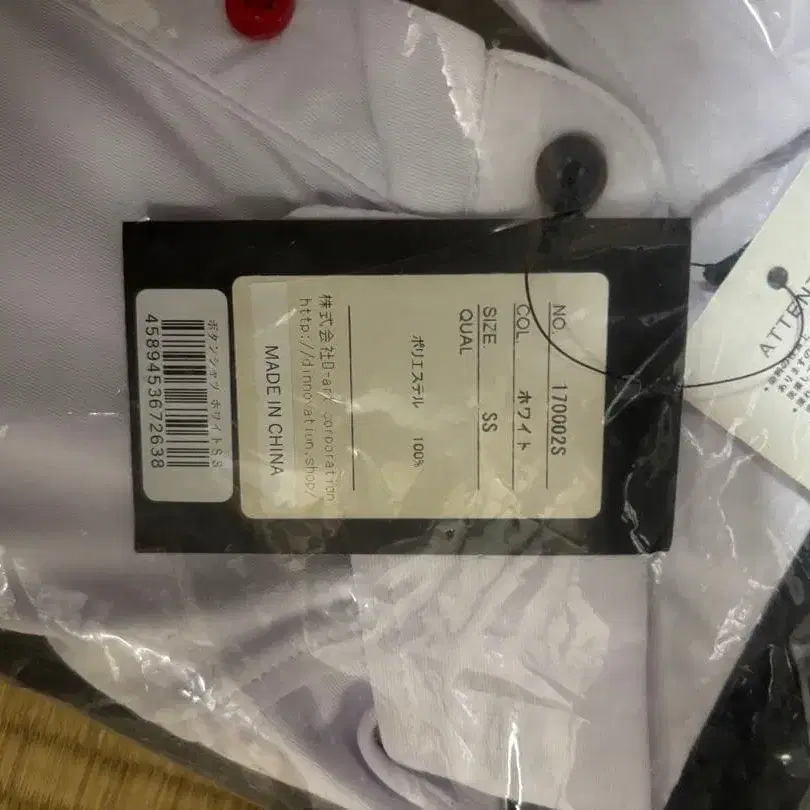 NO. 170002S
COL. ホワイト
SIZE. SS
QUAL
ポリエステル 100%
株式会社D-art corporation
http://dinnovation.shop/
MADE IN CHINA
ボタンシャツ ホワイトSS
4589453672638
ATTENT